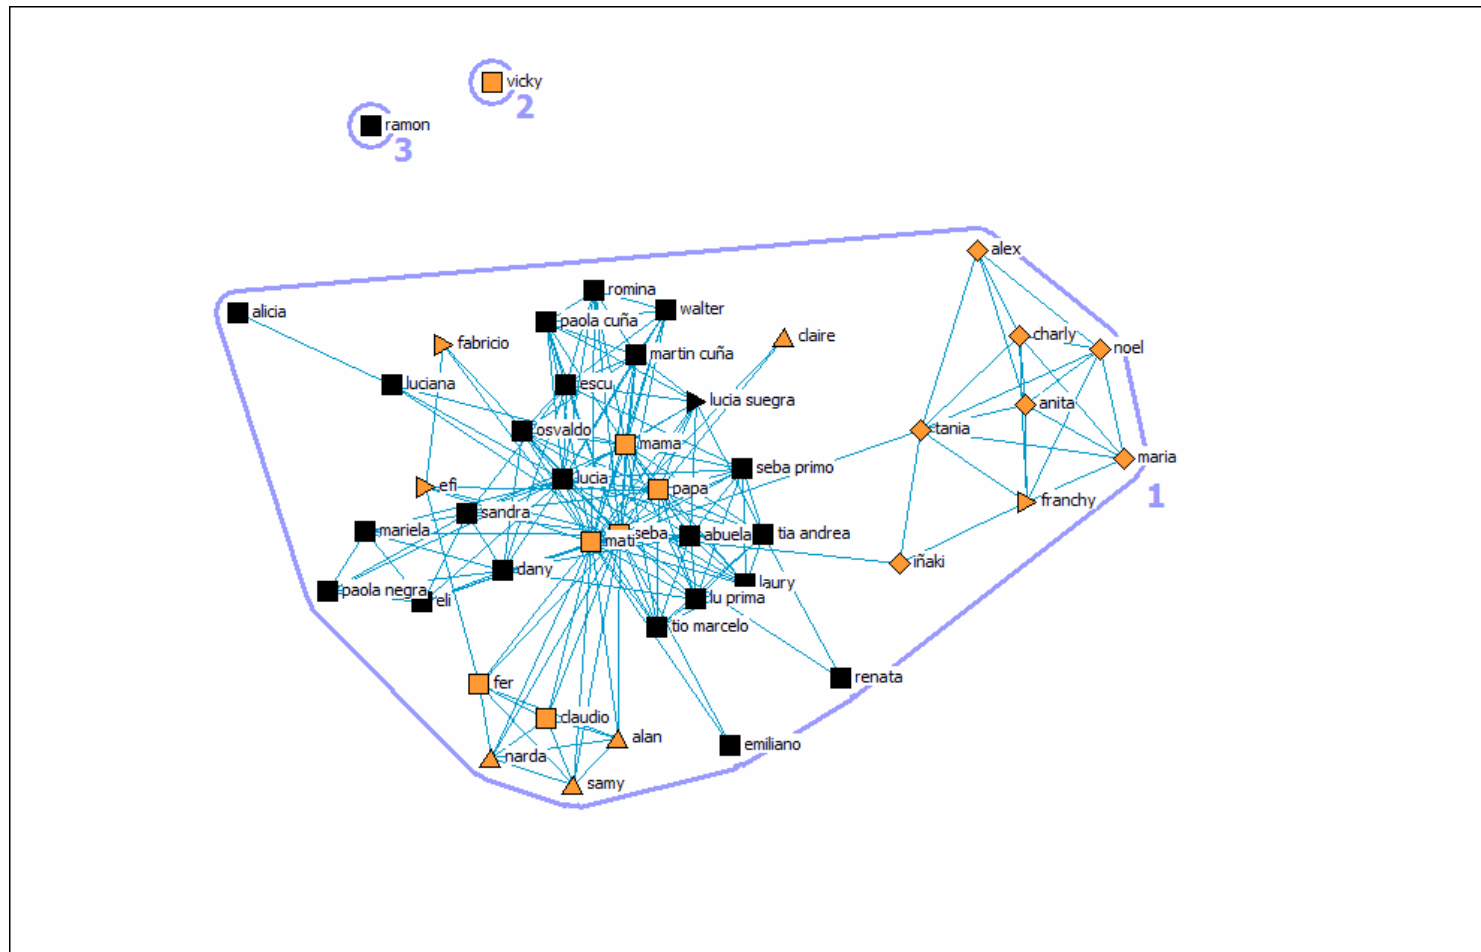 vicky
2
ramon
3
alex
romina
alicia
walter
paola cuña
charly
claire
fabricio
noel
martin cuña
luciana
escu
lucia suegra
anita
tania
osvaldo
mama
maria
seba primo
lucia
efi
papa
1
franchy
sandra
mariela
seba
abuela
tia andrea
mati
iñaki
dany
laury
paola negra
eli
lu prima
tio marcelo
renata
fer
claudio
alan
emiliano
narda
samy